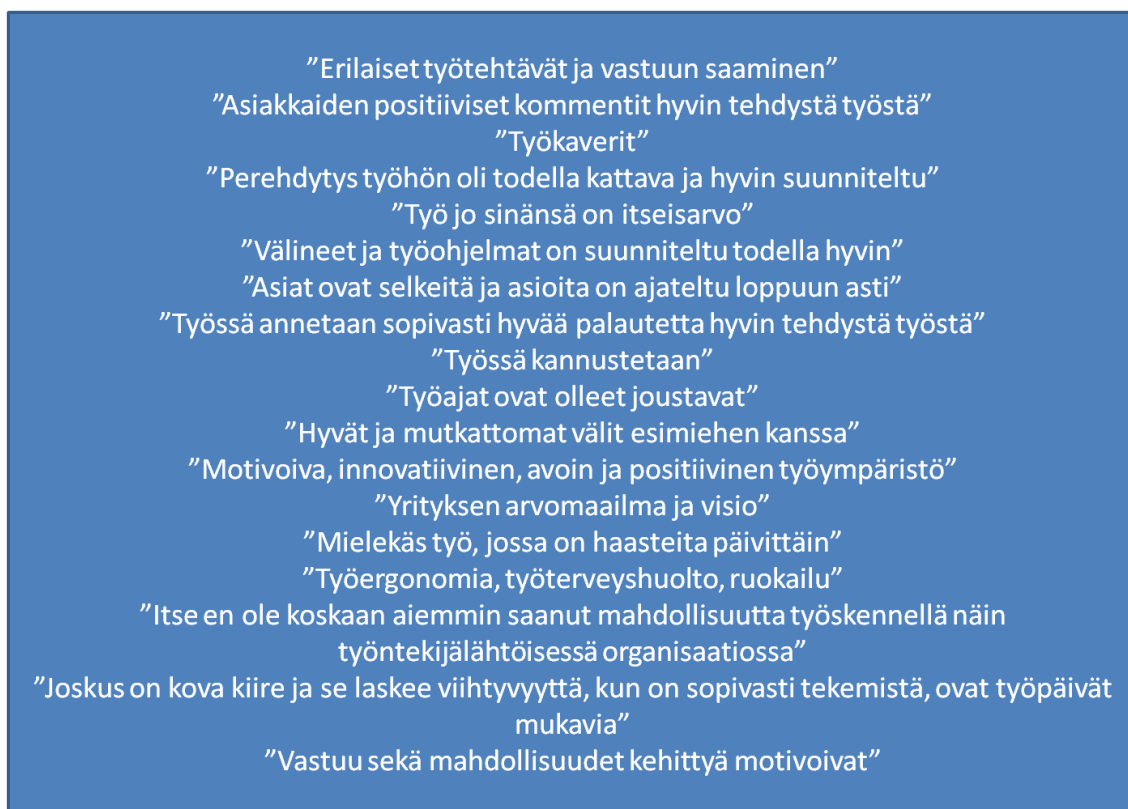 ”Erilaiset työtehtävät ja vastuun saaminen”
”Asiakkaiden positiiviset kommentit hyvin tehdystä työstä”
”Työkaverit”
”Perehdytys työhön oli todella kattava ja hyvin suunniteltu”
”Työ jo sinänsä on itseisarvo”
”Välineet ja työohjelmat on suunniteltu todella hyvin”
”Asiat ovat selkeitä ja asioita on ajateltu loppuun asti”
”Työssä annetaan sopivasti hyvää palautetta hyvin tehdystä työstä”
”Työssä kannustetaan”
”Työajat ovat olleet joustavat”
”Hyvät ja mutkattomat välit esimiehen kanssa”
”Motivoiva, innovatiivinen, avoin ja positiivinen työympäristö”
”Yrityksen arvomaailma ja visio”
”Mielekäs työ, jossa on haasteita päivittäin”
”Työergonomia, työterveyshuolto, ruokailu”
”Itse en ole koskaan aiemmin saanut mahdollisuutta työskennellä näin
työntekijälähtöisessä organisaatiossa”
”Joskus on kova kiire ja se laskee viihtyvyyttä, kun on sopivasti tekemistä, ovat työpäivät
mukavia”
”Vastuu sekä mahdollisuudet kehittyä motivoivat”